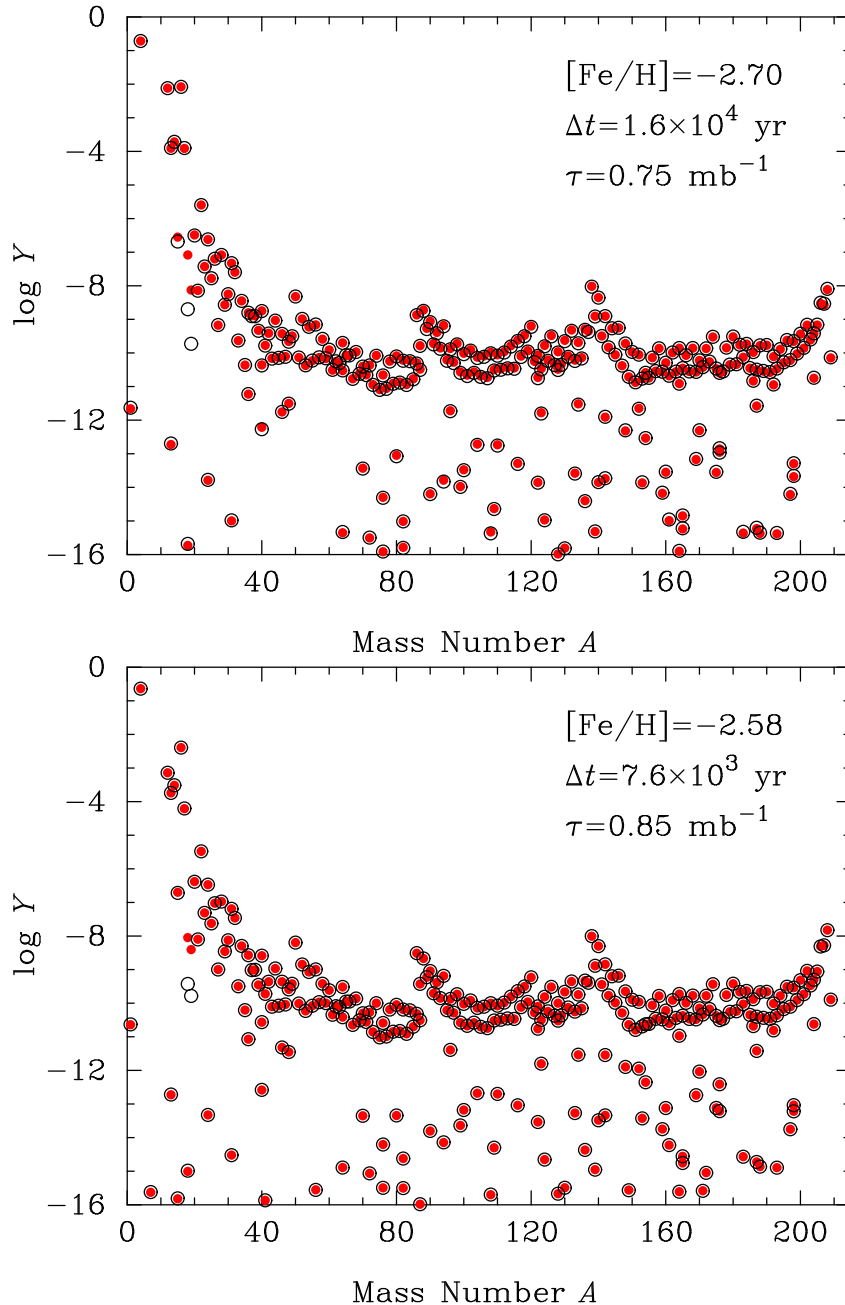 0
−4
−8
−12
−16
log Y
[Fe/H]=−2.70
Δt=1.6×10⁴ yr
τ=0.75 mb⁻¹
0 40 80 120 160 200
Mass Number A
0
−4
−8
−12
−16
log Y
[Fe/H]=−2.58
Δt=7.6×10³ yr
τ=0.85 mb⁻¹
0 40 80 120 160 200
Mass Number A